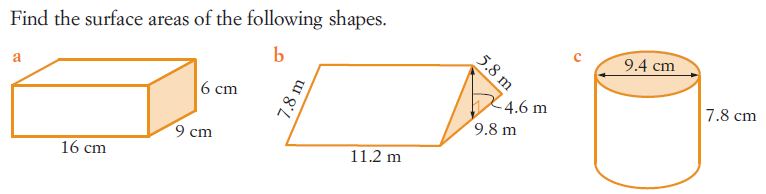 Find the surface areas of the following shapes.
a
6 cm
9 cm
16 cm
b
5.8 m
7.8 m
4.6 m
9.8 m
11.2 m
c
9.4 cm
7.8 cm